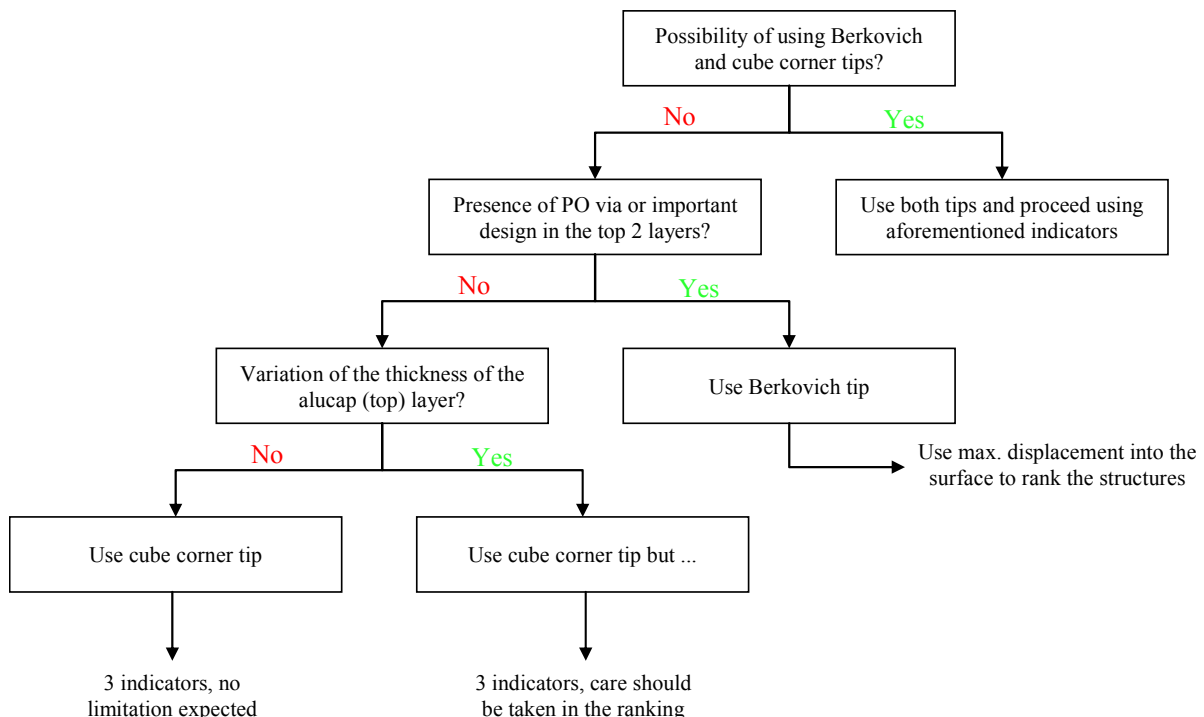 Possibility of using Berkovich
and cube corner tips?
No
Yes
Presence of PO via or important
design in the top 2 layers?
Use both tips and proceed using
aforementioned indicators
No
Yes
Variation of the thickness of the
alucap (top) layer?
Use Berkovich tip
No
Yes
Use max. displacement into the
surface to rank the structures
Use cube corner tip
Use cube corner tip but ...
3 indicators, no
limitation expected
3 indicators, care should
be taken in the ranking